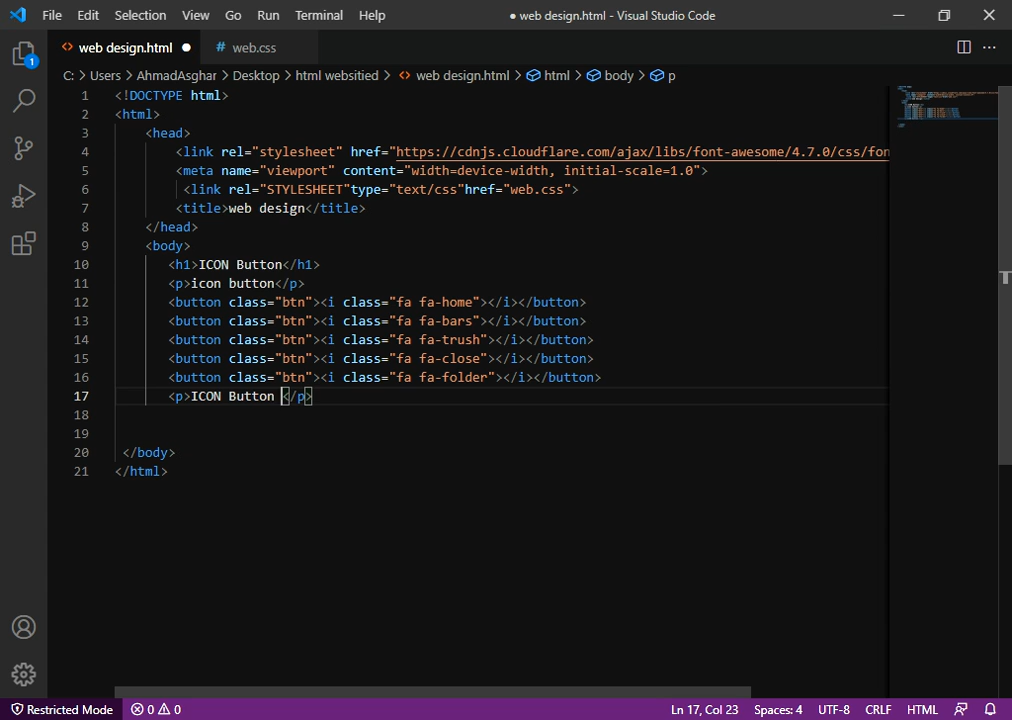 File Edit Selection View Go Run Terminal Help ● web design.html - Visual Studio Code
<> web design.html ● # web.css
C: > Users > AhmadAsghar > Desktop > html websitied > <> web design.html > html > body > p
1 <!DOCTYPE html>
2 <html>
3 <head>
4 <link rel="stylesheet" href="https://cdnjs.cloudflare.com/ajax/libs/font-awesome/4.7.0/css/fon
5 <meta name="viewport" content="width=device-width, initial-scale=1.0">
6 <link rel="STYLESHEET"type="text/css"href="web.css">
7 <title>web design</title>
8 </head>
9 <body>
10 <h1>ICON Button</h1>
11 <p>icon button</p>
12 <button class="btn"><i class="fa fa-home"></i></button>
13 <button class="btn"><i class="fa fa-bars"></i></button>
14 <button class="btn"><i class="fa fa-trush"></i></button>
15 <button class="btn"><i class="fa fa-close"></i></button>
16 <button class="btn"><i class="fa fa-folder"></i></button>
17 <p>ICON Button </p>
18
19
20 </body>
21 </html>
1
Restricted Mode 0 0 Ln 17, Col 23 Spaces: 4 UTF-8 CRLF HTML